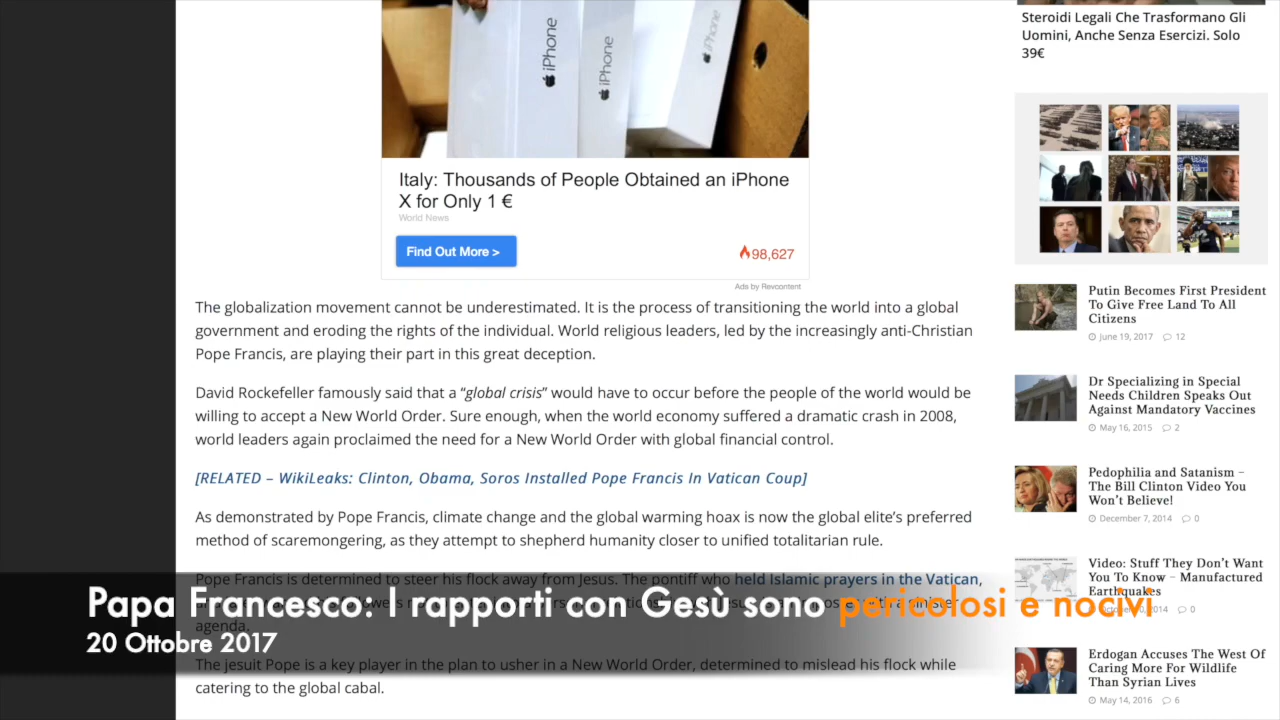 iPhone
iPhone
iPhone
Italy: Thousands of People Obtained an iPhone
X for Only 1 €
World News
Find Out More >
98,627
Ads by Revcontent
The globalization movement cannot be underestimated. It is the process of transitioning the world into a global
government and eroding the rights of the individual. World religious leaders, led by the increasingly anti-Christian
Pope Francis, are playing their part in this great deception.
David Rockefeller famously said that a “global crisis” would have to occur before the people of the world would be
willing to accept a New World Order. Sure enough, when the world economy suffered a dramatic crash in 2008,
world leaders again proclaimed the need for a New World Order with global financial control.
[RELATED – WikiLeaks: Clinton, Obama, Soros Installed Pope Francis In Vatican Coup]
As demonstrated by Pope Francis, climate change and the global warming hoax is now the global elite’s preferred
method of scaremongering, as they attempt to shepherd humanity closer to unified totalitarian rule.
Pope Francis is determined to steer his flock away from Jesus. The pontiff who held Islamic prayers in the Vatican,
agenda.
The jesuit Pope is a key player in the plan to usher in a New World Order, determined to mislead his flock while
catering to the global cabal.
Papa Francesco: I rapporti con Gesù sono pericolosi e nocivi
20 Ottobre 2017
Steroidi Legali Che Trasformano Gli
Uomini, Anche Senza Esercizi. Solo
39€
Putin Becomes First President
To Give Free Land To All
Citizens
June 19, 2017 12
Dr Specializing in Special
Needs Children Speaks Out
Against Mandatory Vaccines
May 16, 2015 2
Pedophilia and Satanism –
The Bill Clinton Video You
Won’t Believe!
December 7, 2014 0
Video: Stuff They Don’t Want
You To Know – Manufactured
Earthquakes
2014 0
Erdogan Accuses The West Of
Caring More For Wildlife
Than Syrian Lives
May 14, 2016 6